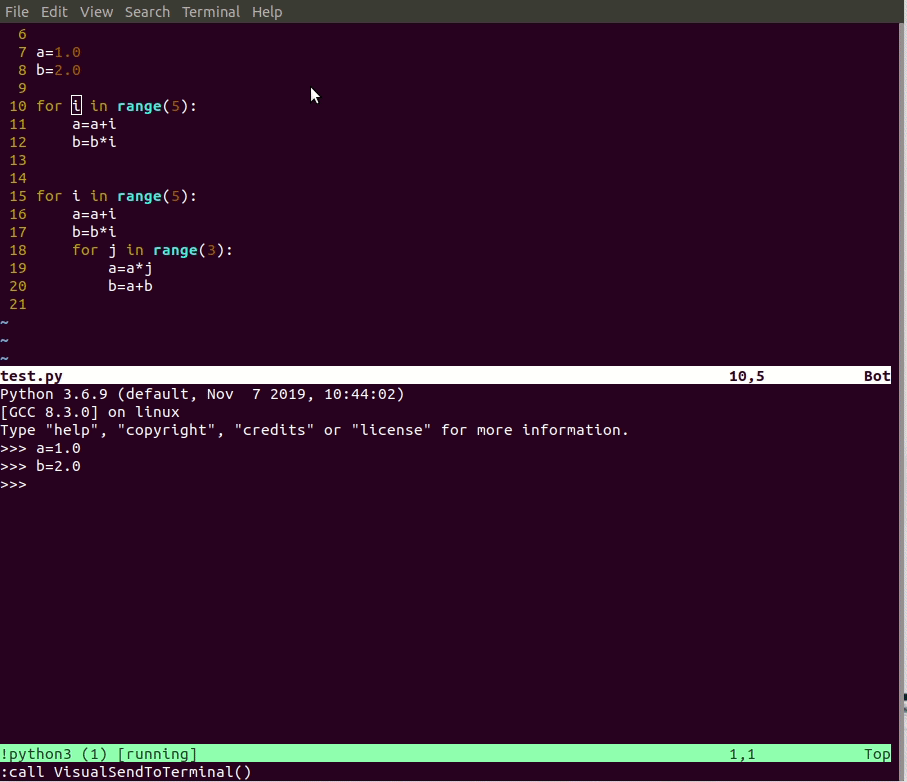 File Edit View Search Terminal Help
6
7 a=1.0
8 b=2.0
9
10 for i in range(5):
11     a=a+i
12     b=b*i
13
14
15 for i in range(5):
16     a=a+i
17     b=b*i
18     for j in range(3):
19         a=a*j
20         b=a+b
21
~
~
~
test.py 10,5 Bot
Python 3.6.9 (default, Nov  7 2019, 10:44:02)
[GCC 8.3.0] on linux
Type "help", "copyright", "credits" or "license" for more information.
>>> a=1.0
>>> b=2.0
>>>
!python3 (1) [running] 1,1 Top
:call VisualSendToTerminal()